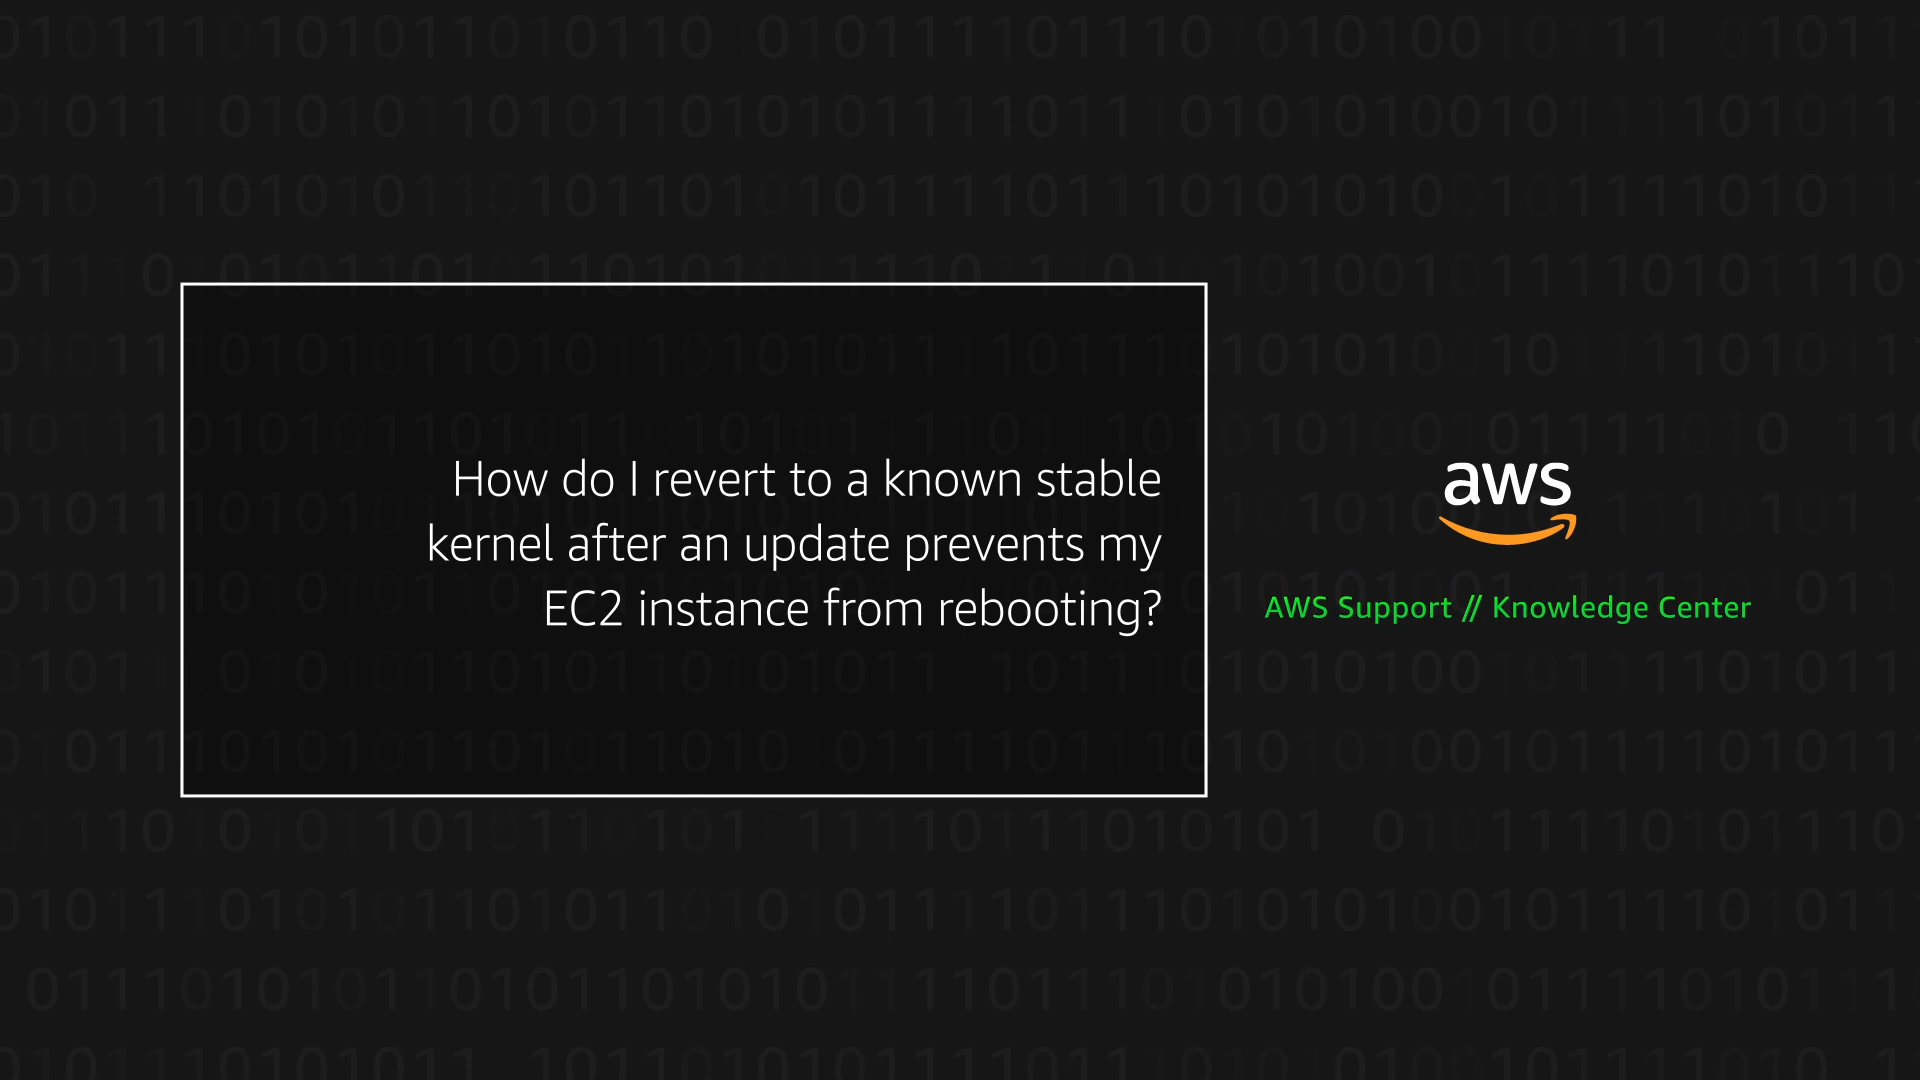 How do I revert to a known stable
kernel after an update prevents my
EC2 instance from rebooting?
aws
AWS Support // Knowledge Center